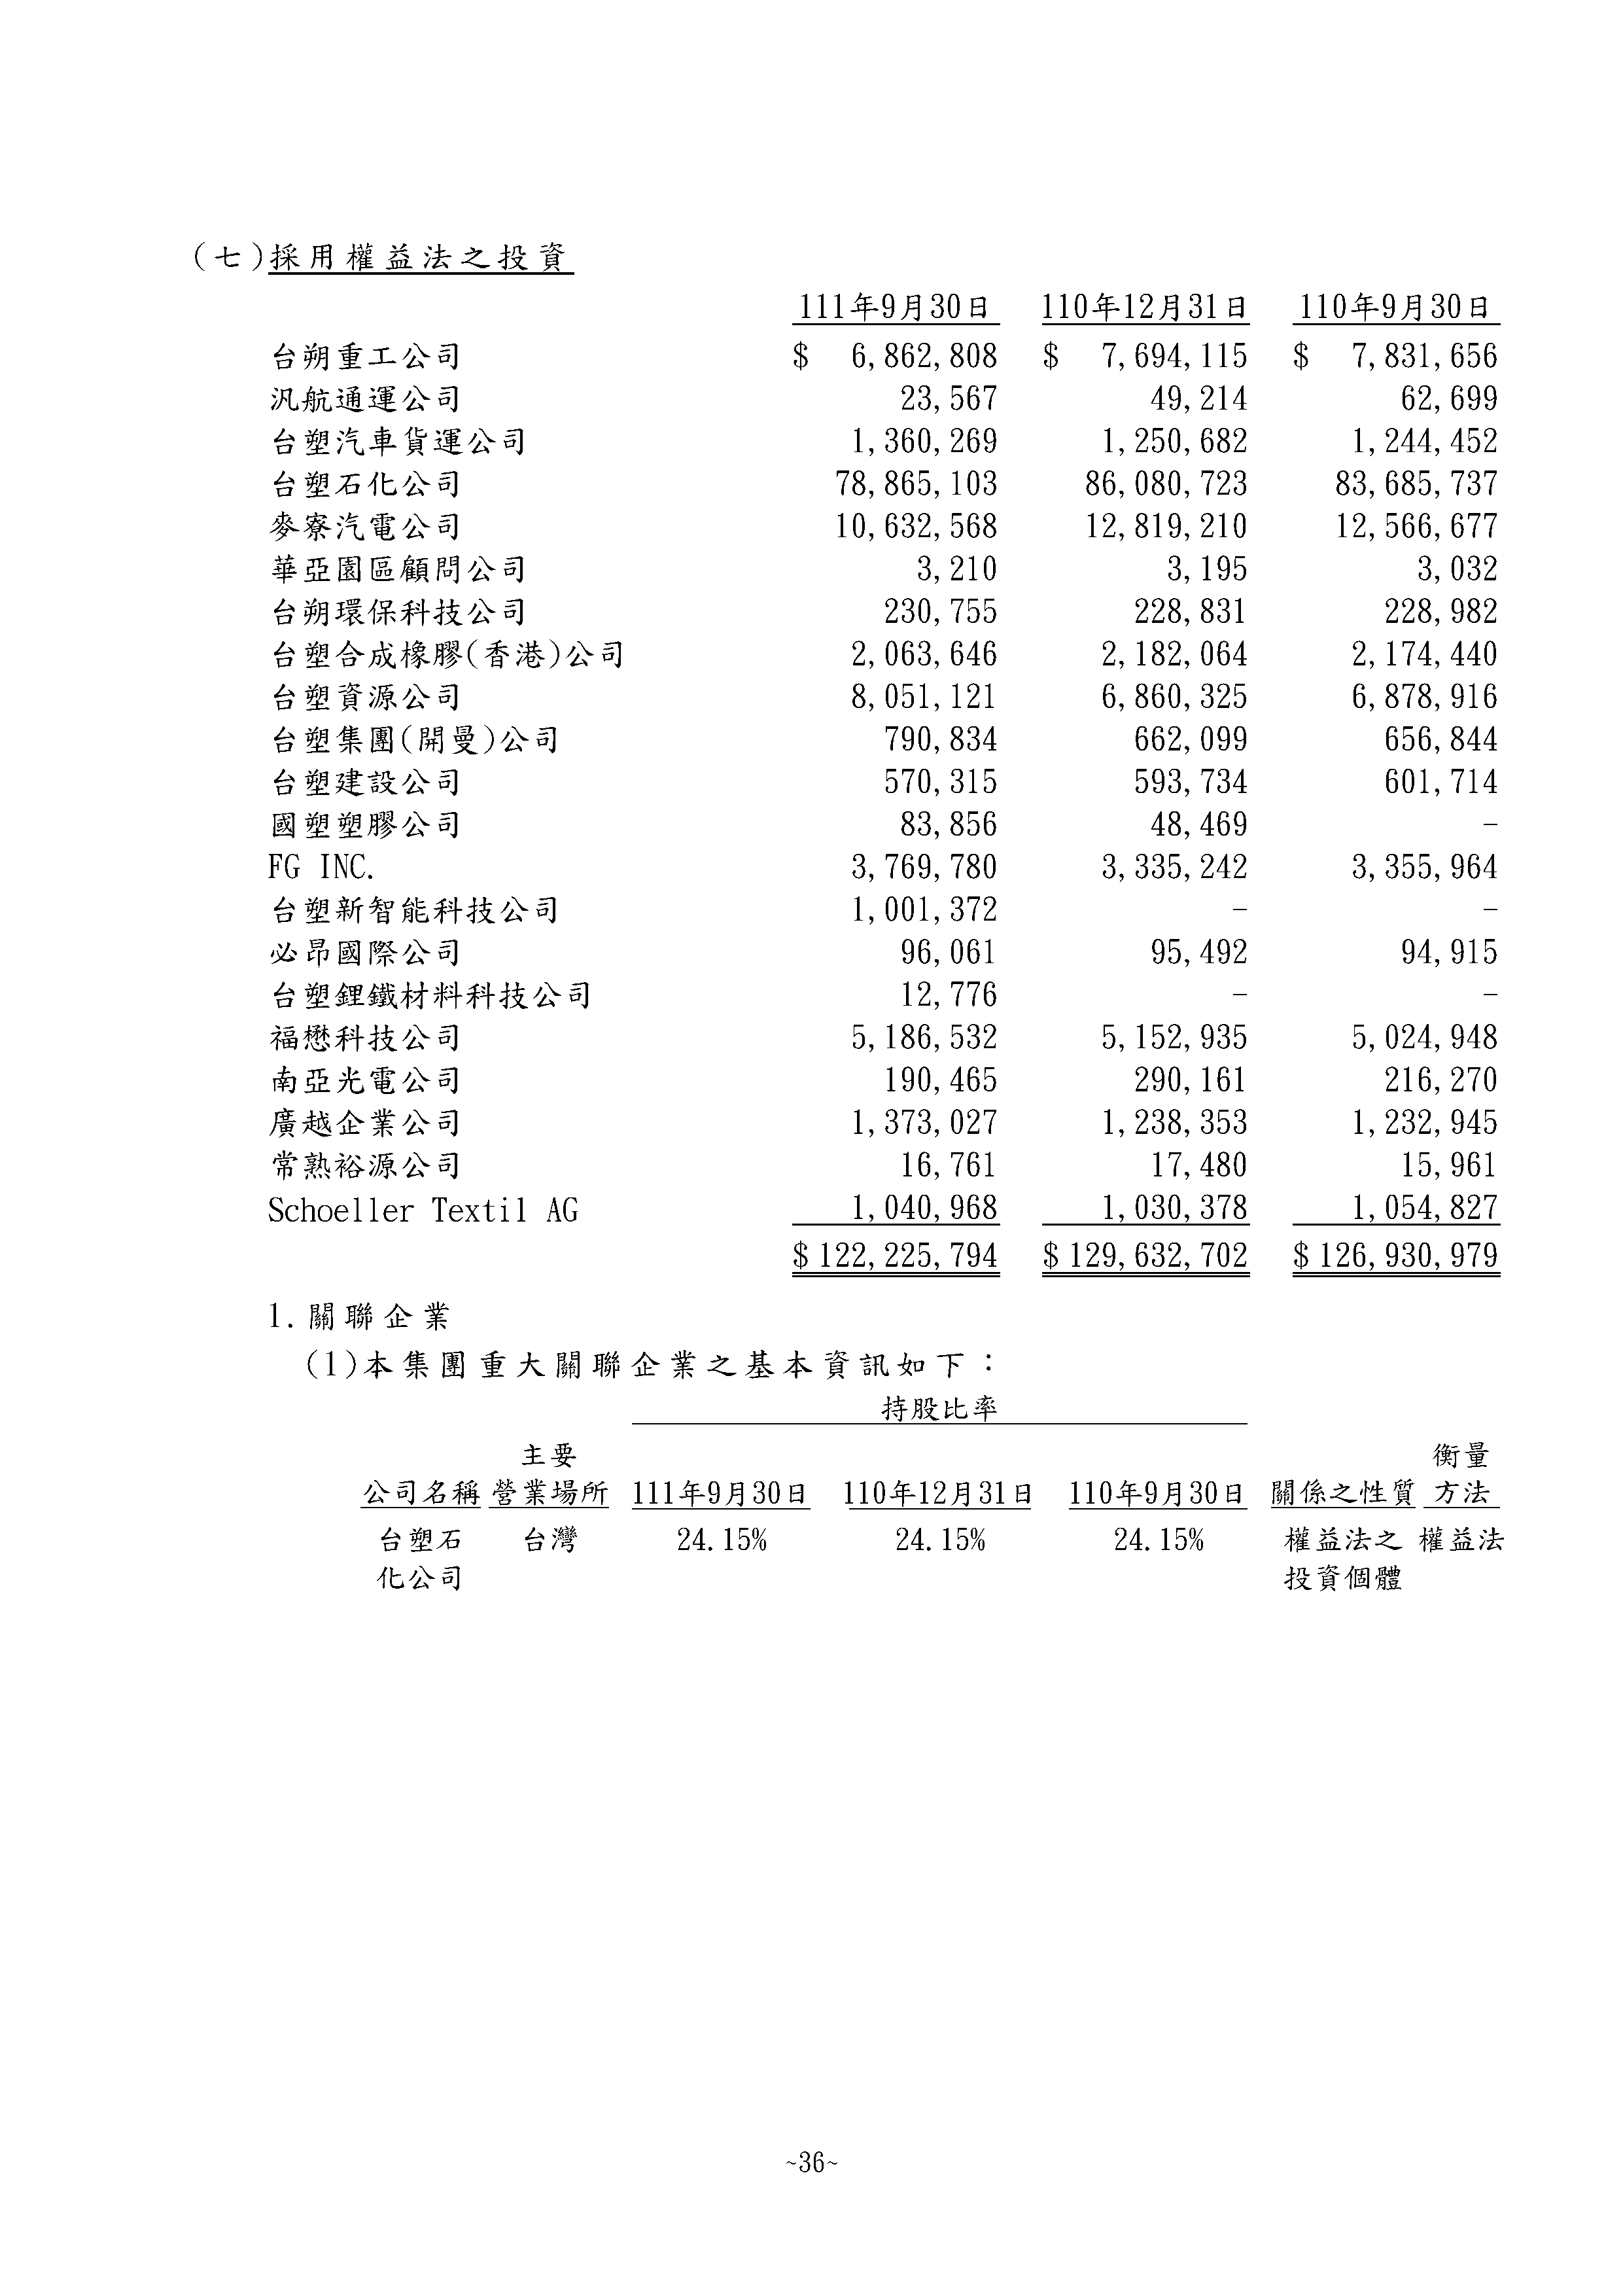 (七)採用權益法之投資
111年9月30日 110年12月31日 110年9月30日
台朔重工公司 $ 6,862,808 $ 7,694,115 $ 7,831,656
汎航通運公司 23,567 49,214 62,699
台塑汽車貨運公司 1,360,269 1,250,682 1,244,452
台塑石化公司 78,865,103 86,080,723 83,685,737
麥寮汽電公司 10,632,568 12,819,210 12,566,677
華亞園區顧問公司 3,210 3,195 3,032
台朔環保科技公司 230,755 228,831 228,982
台塑合成橡膠(香港)公司 2,063,646 2,182,064 2,174,440
台塑資源公司 8,051,121 6,860,325 6,878,916
台塑集團(開曼)公司 790,834 662,099 656,844
台塑建設公司 570,315 593,734 601,714
國塑塑膠公司 83,856 48,469 -
FG INC. 3,769,780 3,335,242 3,355,964
台塑新智能科技公司 1,001,372 - -
必昂國際公司 96,061 95,492 94,915
台塑鋰鐵材料科技公司 12,776 - -
福懋科技公司 5,186,532 5,152,935 5,024,948
南亞光電公司 190,465 290,161 216,270
廣越企業公司 1,373,027 1,238,353 1,232,945
常熟裕源公司 16,761 17,480 15,961
Schoeller Textil AG 1,040,968 1,030,378 1,054,827
$ 122,225,794 $ 129,632,702 $ 126,930,979
1. 關聯企業
(1)本集團重大關聯企業之基本資訊如下：
持股比率
主要 衡量
公司名稱 營業場所 111年9月30日 110年12月31日 110年9月30日 關係之性質 方法
台塑石 台灣 24.15% 24.15% 24.15% 權益法之 權益法
化公司 投資個體
~36~